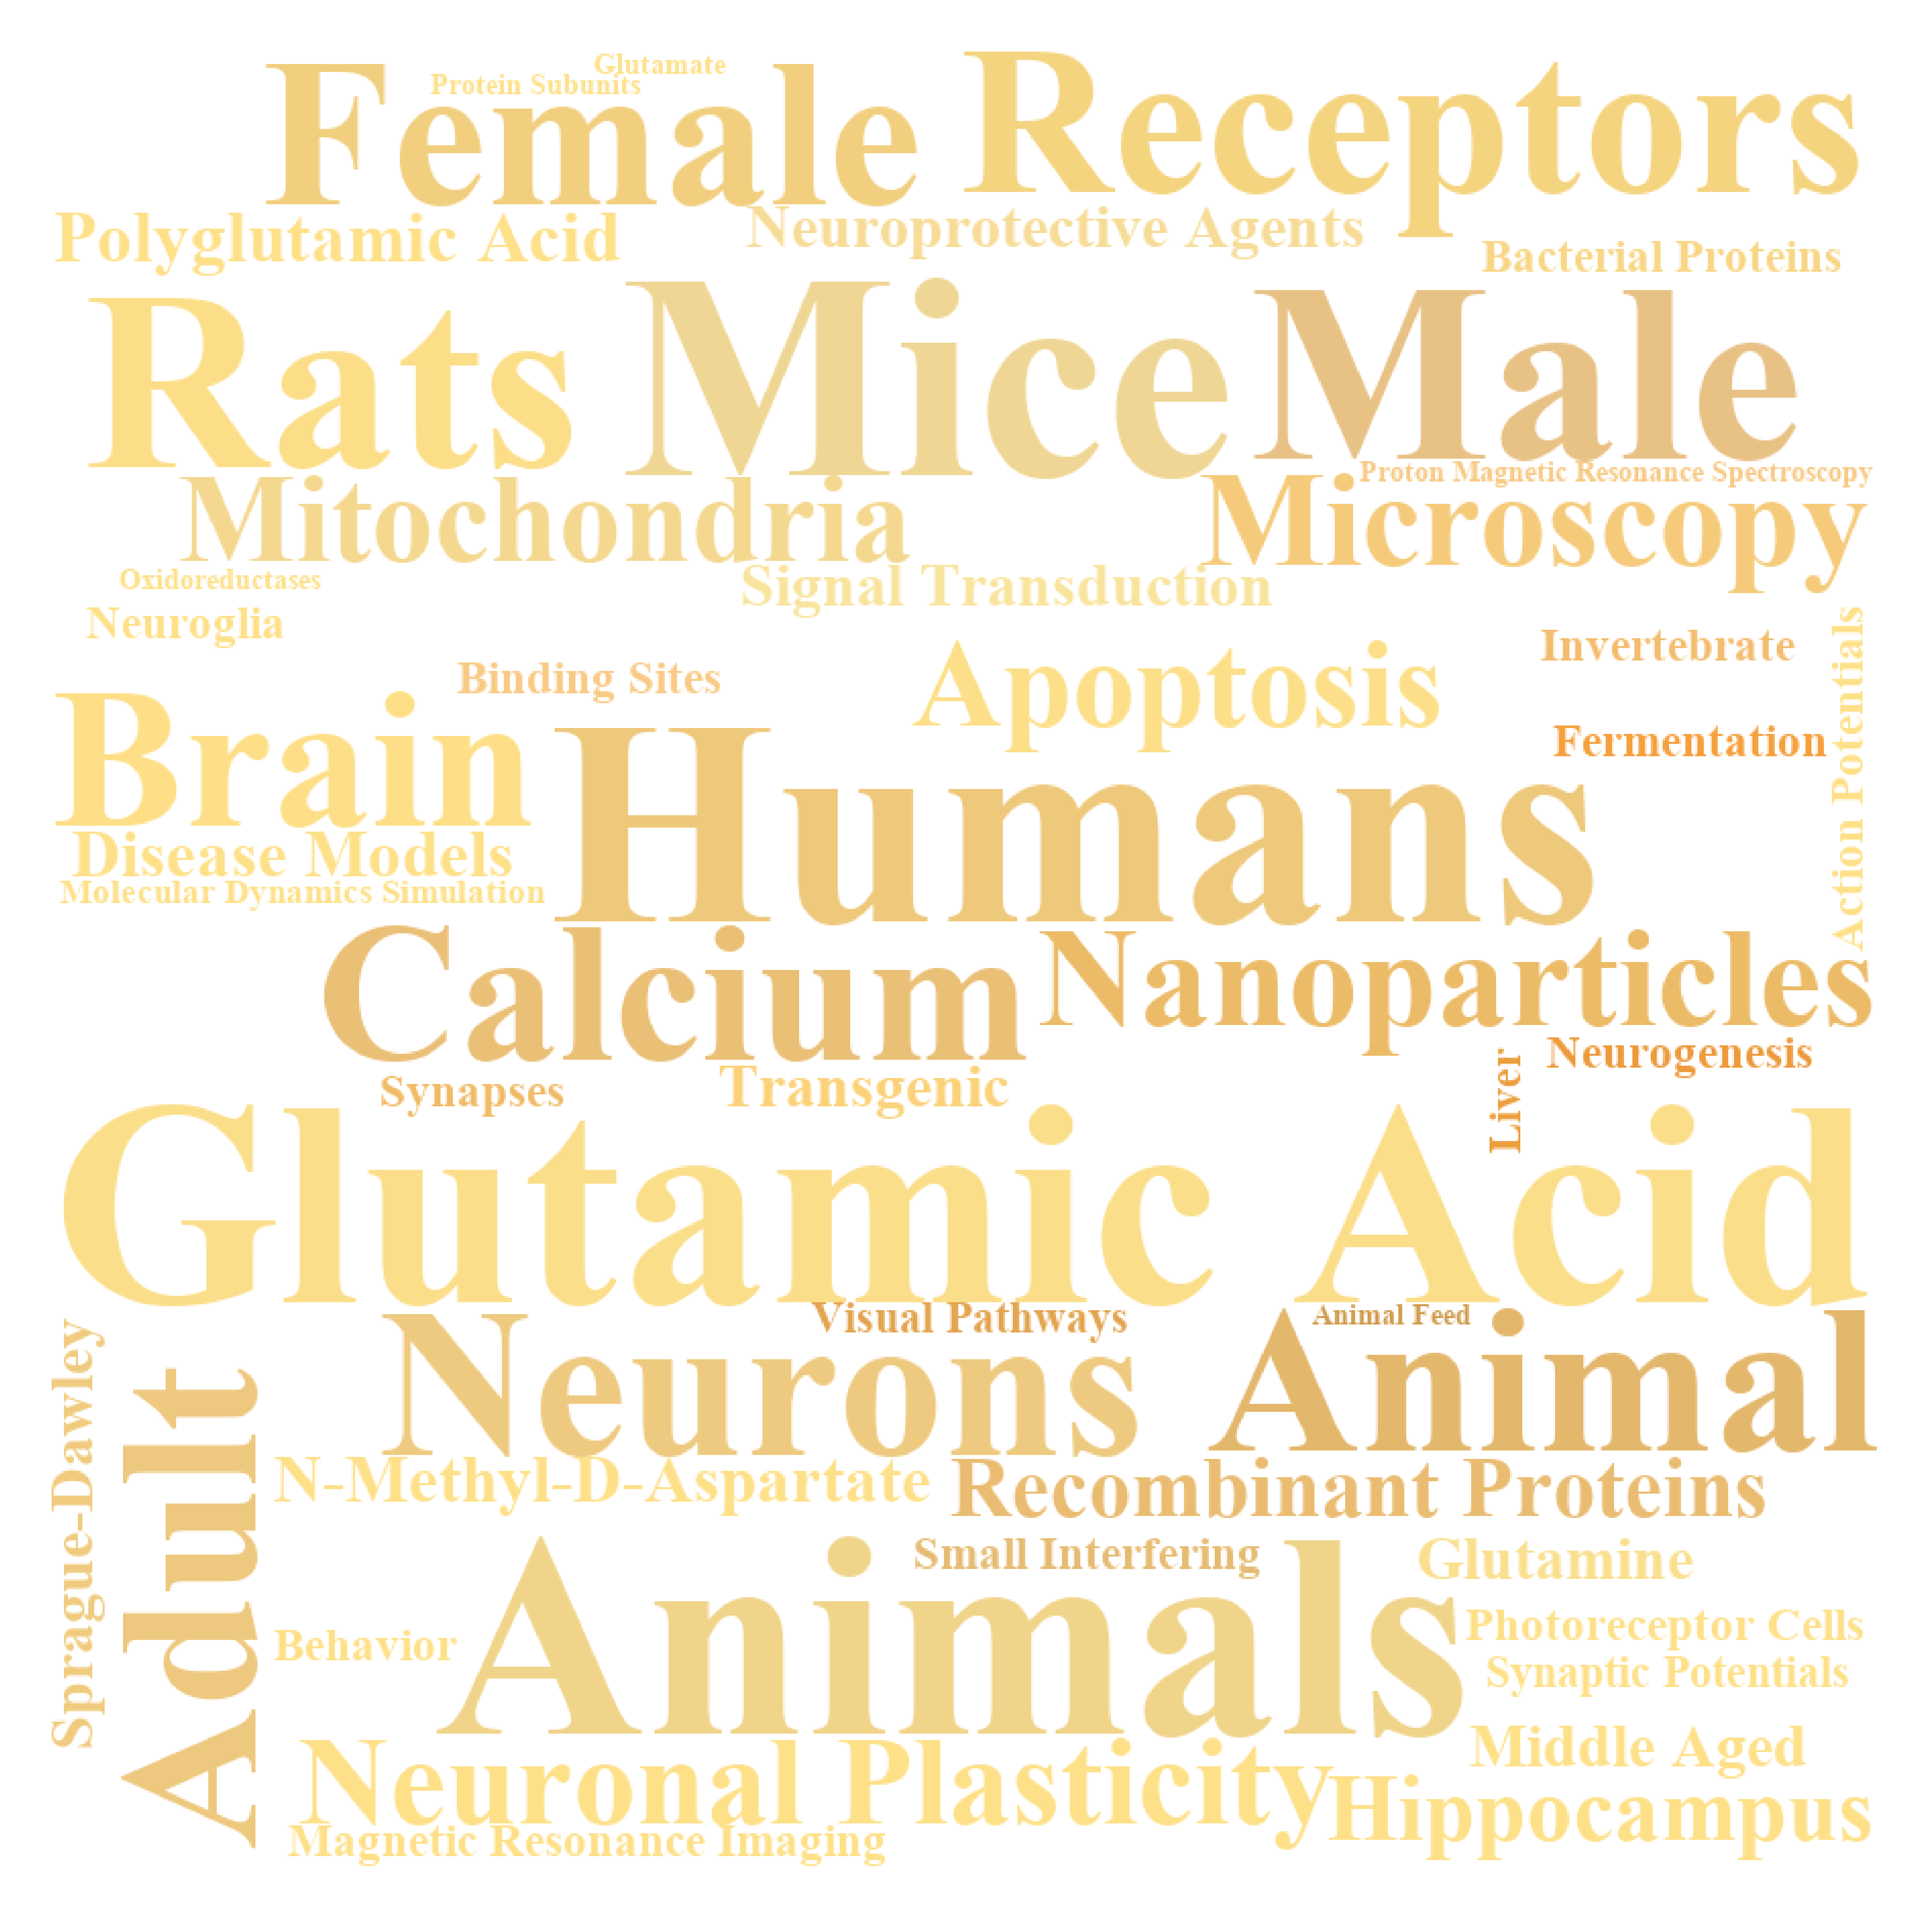 Glutamate
Protein Subunits
Female Receptors
Polyglutamic Acid
Neuroprotective Agents
Bacterial Proteins
Rats Mice Male
Proton Magnetic Resonance Spectroscopy
Mitochondria
Microscopy
Oxidoreductases
Signal Transduction
Neuroglia
Invertebrate
Action Potentials
Binding Sites
Apoptosis
Fermentation
Brain
Humans
Disease Models
Molecular Dynamics Simulation
Calcium
Nanoparticles
Neurogenesis
Liver
Synapses
Transgenic
Glutamic Acid
Visual Pathways
Animal Feed
Sprague-Dawley
Adult
Neurons
Animal
N-Methyl-D-Aspartate
Recombinant Proteins
Small Interfering
Glutamine
Animals
Behavior
Photoreceptor Cells
Synaptic Potentials
Middle Aged
Neuronal Plasticity
Hippocampus
Magnetic Resonance Imaging